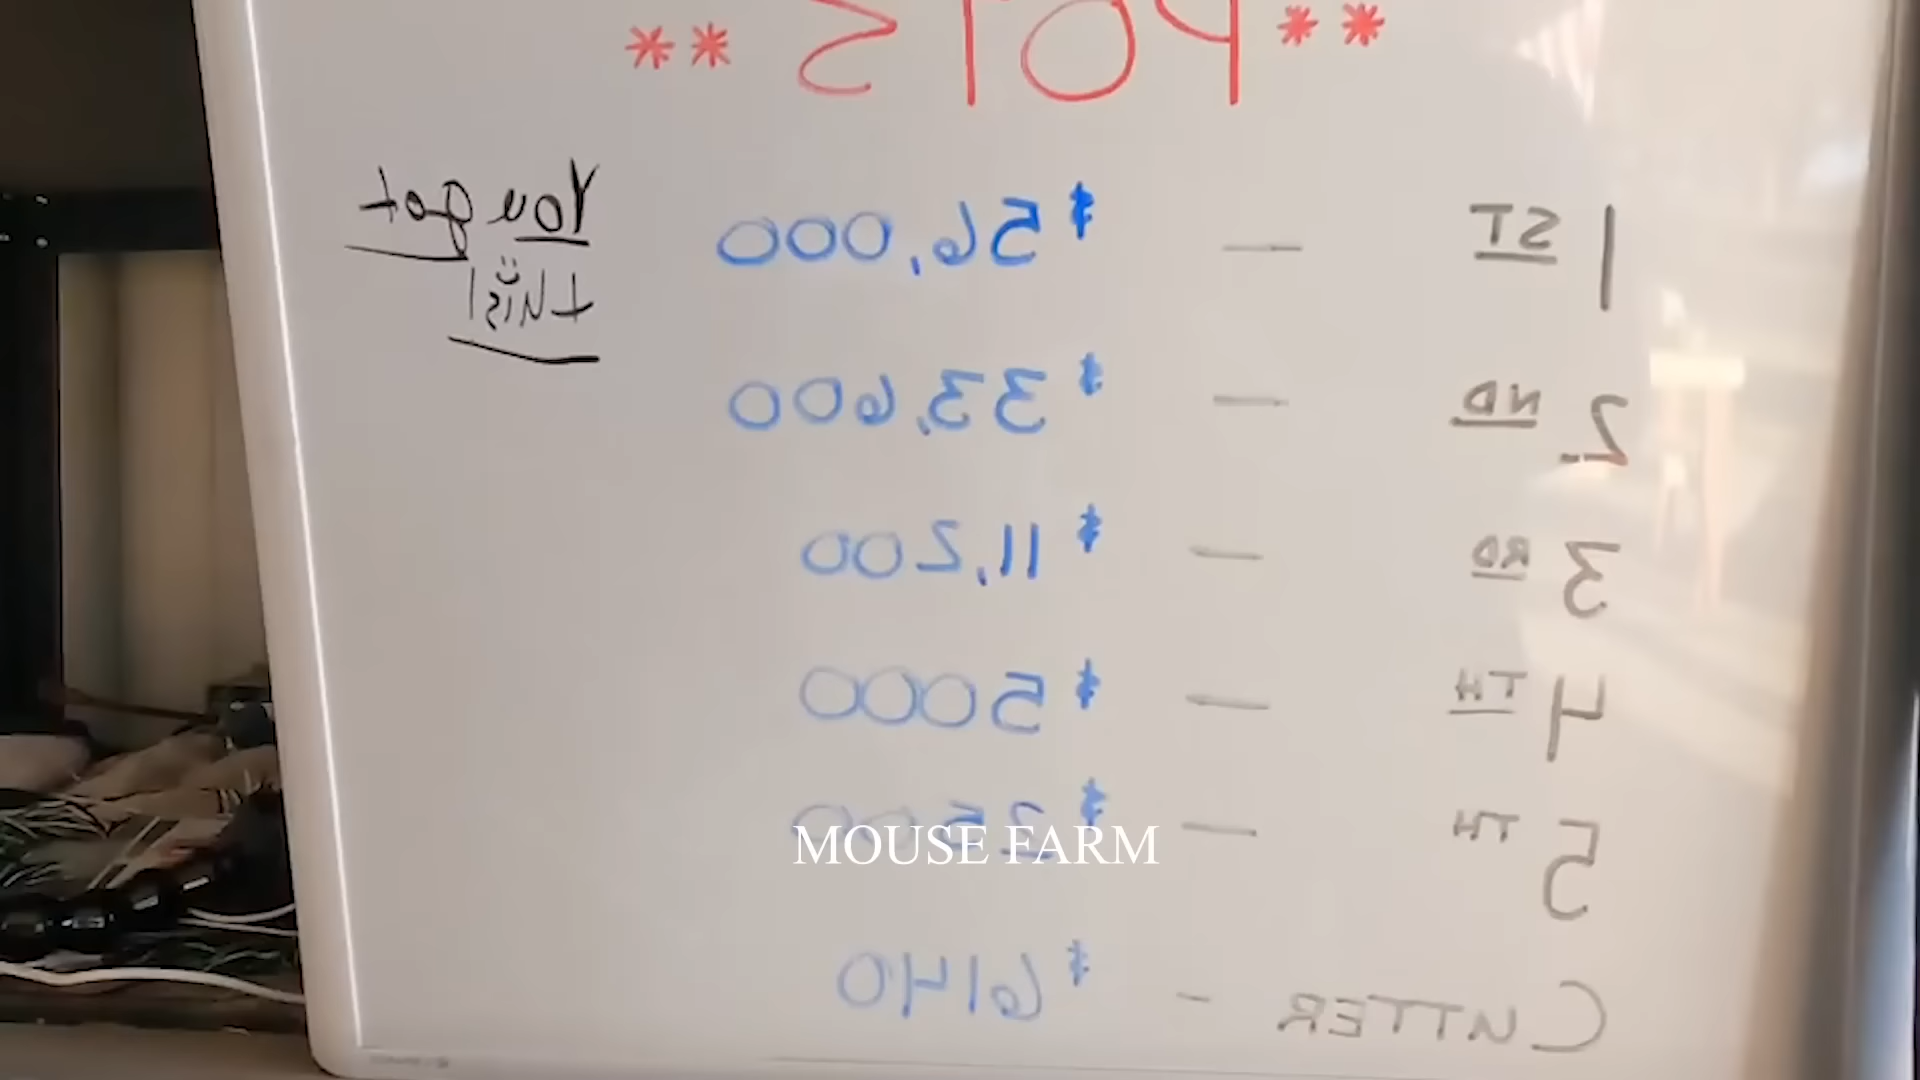 ** POTS **
1ST — $56,000
You got
this!
2ND — $33,600
3RD — $11,200
4TH — $5000
5TH — $2500
MOUSE FARM
CUTTER - $6140